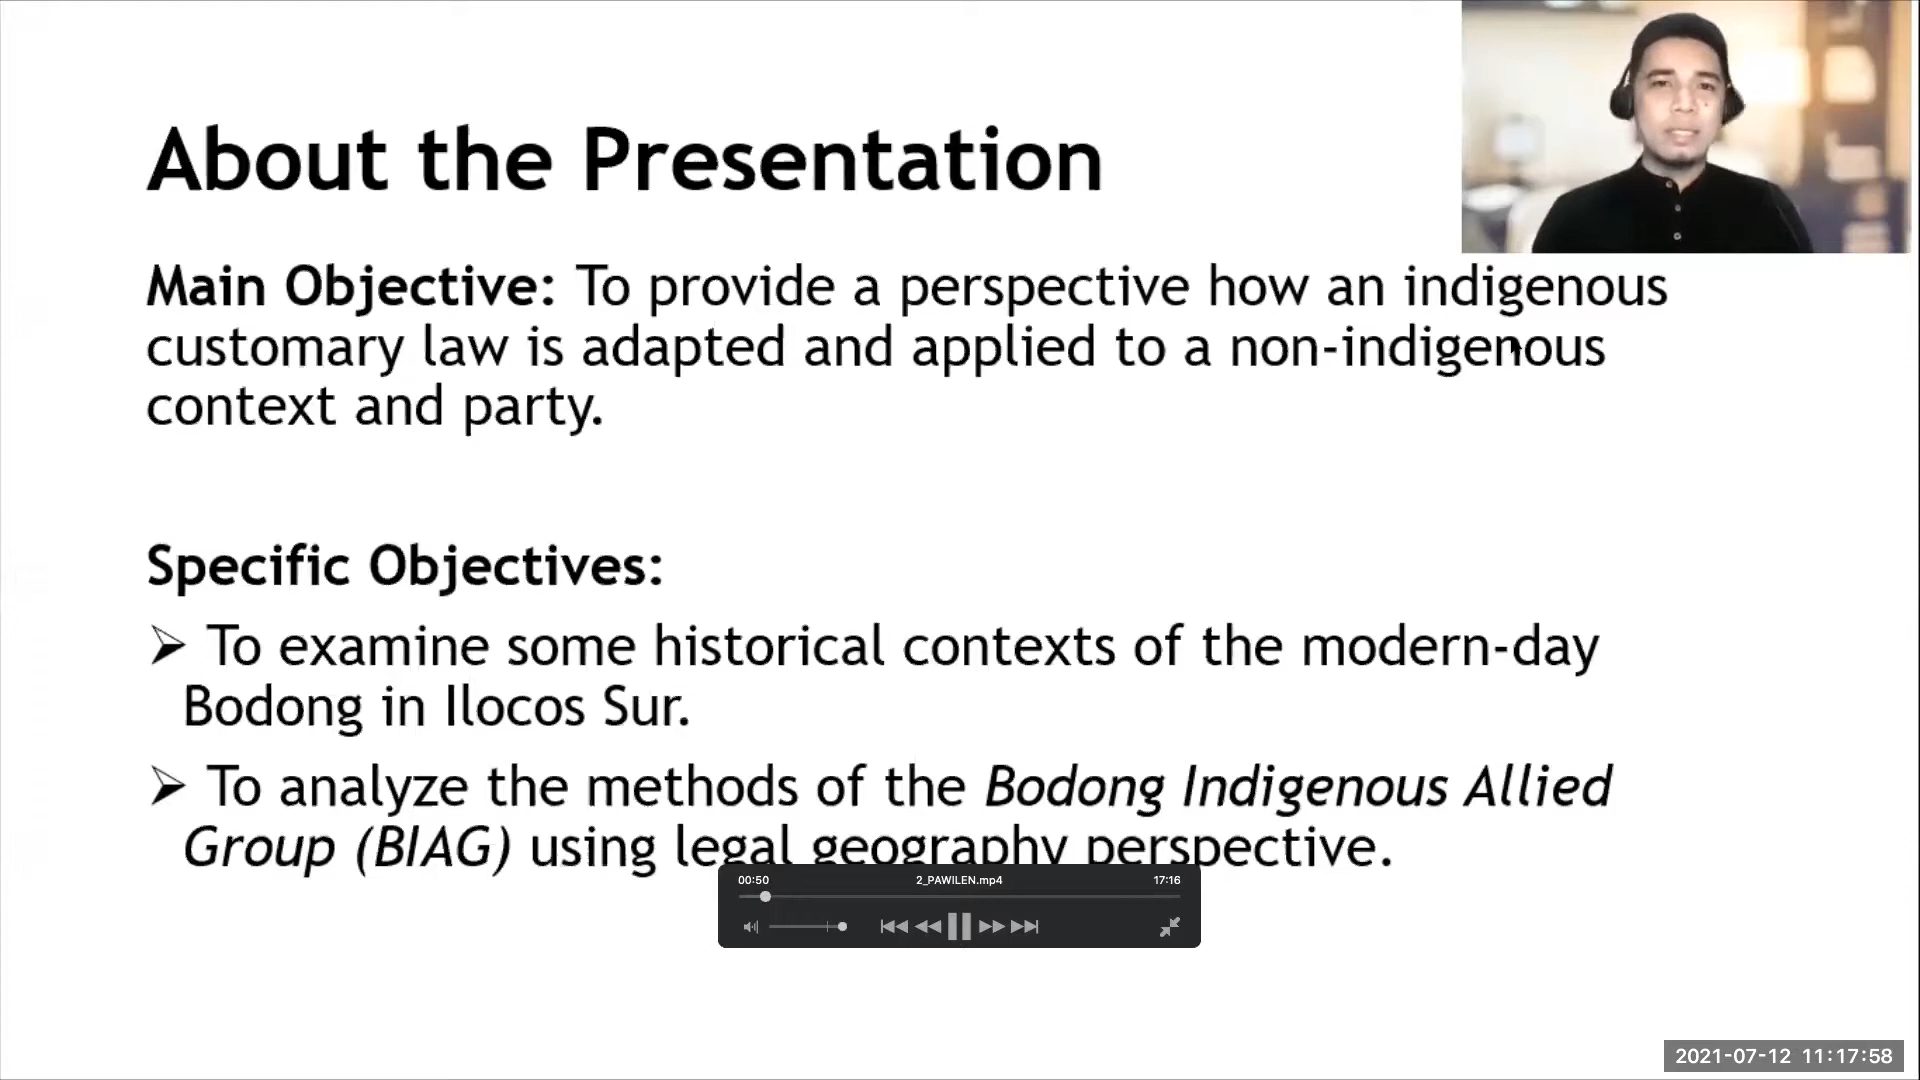 About the Presentation
Main Objective: To provide a perspective how an indigenous
customary law is adapted and applied to a non-indigenous
context and party.
Specific Objectives:
➢ To examine some historical contexts of the modern-day
Bodong in Ilocos Sur.
➢ To analyze the methods of the Bodong Indigenous Allied
Group (BIAG) using legal geography perspective.
00:50 2_PAWILEN.mp4 17:16
2021-07-12 11:17:58